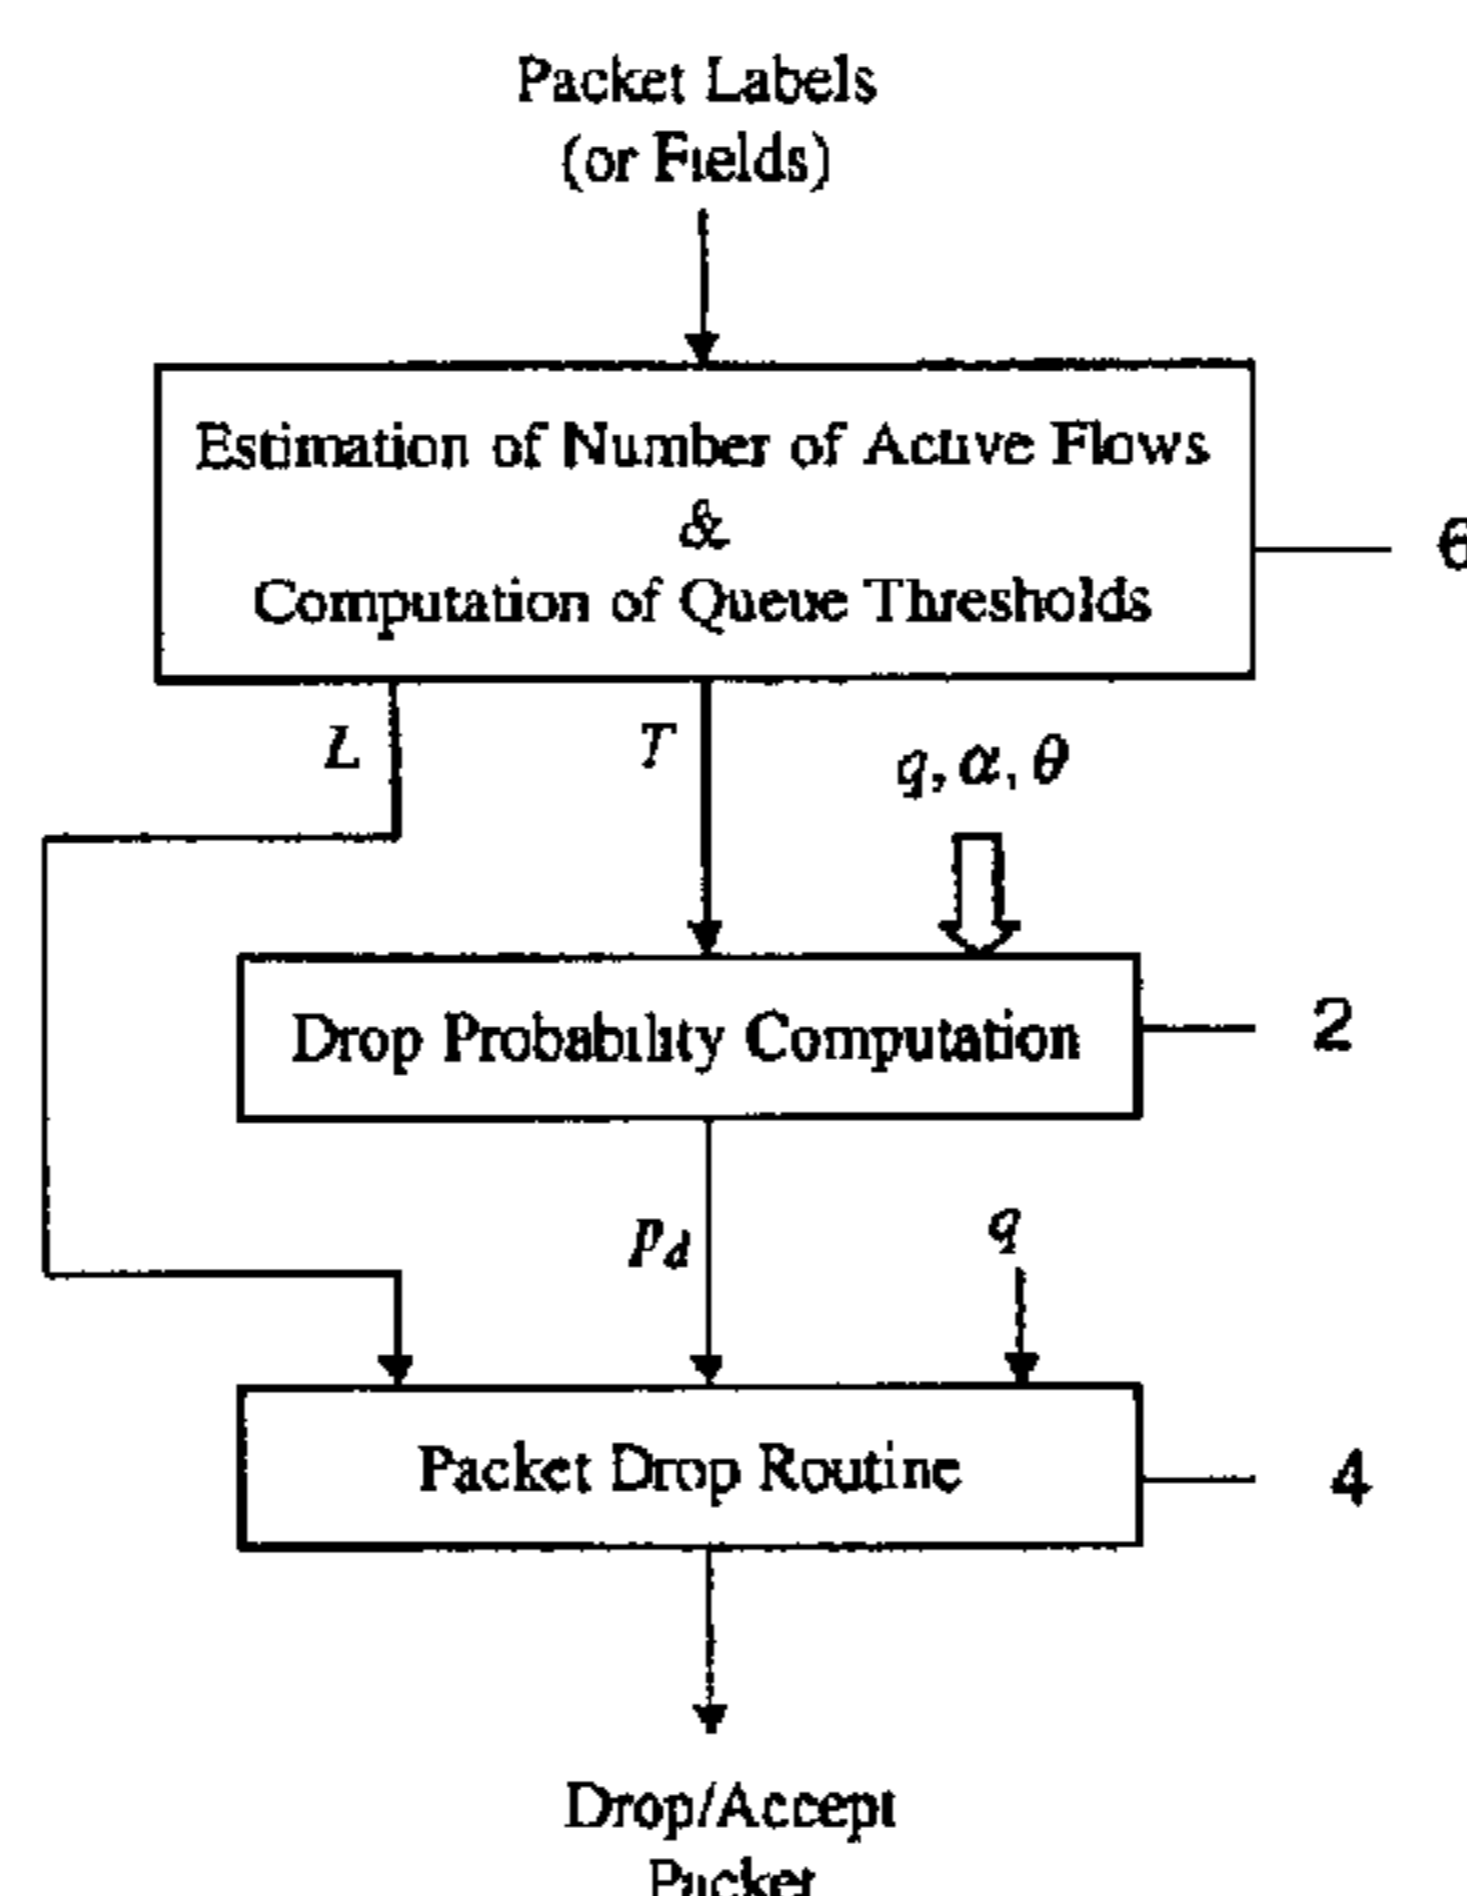 Packet Labels
(or Fields)
Estimation of Number of Active Flows
&
Computation of Queue Thresholds
6
L
T
q, α, θ
Drop Probability Computation
2
p_d
q
Packet Drop Routine
4
Drop/Accept
Packet